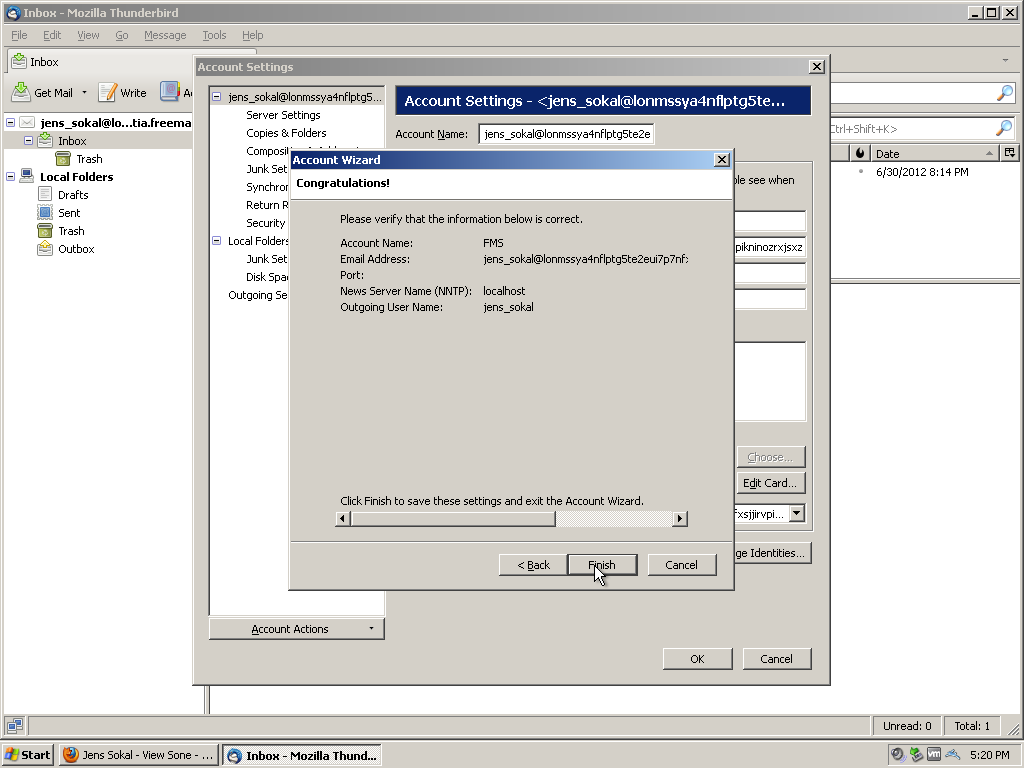 Inbox - Mozilla Thunderbird
File Edit View Go Message Tools Help
Inbox
Get Mail Write
Ctrl+Shift+K>
jens_sokal@lo...tia.freema
Inbox
Trash
Local Folders
Drafts
Sent
Trash
Outbox
Date
6/30/2012 8:14 PM
Account Settings
jens_sokal@lonmssya4nflptg5...
Server Settings
Copies & Folders
Junk Set
Synchron
Return R
Security
Local Folders
Junk Set
Disk Spac
Outgoing Se
Account Actions
Account Settings - <jens_sokal@lonmssya4nflptg5te...
Account Name: jens_sokal@lonmssya4nflptg5te2e
ple see when
pikninozrxjsxz
Choose...
Edit Card...
fxsjjirvpi...
ge Identities...
OK Cancel
Account Wizard
Congratulations!
Please verify that the information below is correct.
Account Name: FMS
Email Address: jens_sokal@lonmssya4nflptg5te2eui7p7nf:
Port:
News Server Name (NNTP): localhost
Outgoing User Name: jens_sokal
Click Finish to save these settings and exit the Account Wizard.
< Back Finish Cancel
Unread: 0 Total: 1
Start Jens Sokal - View Sone - ... Inbox - Mozilla Thund... 5:20 PM